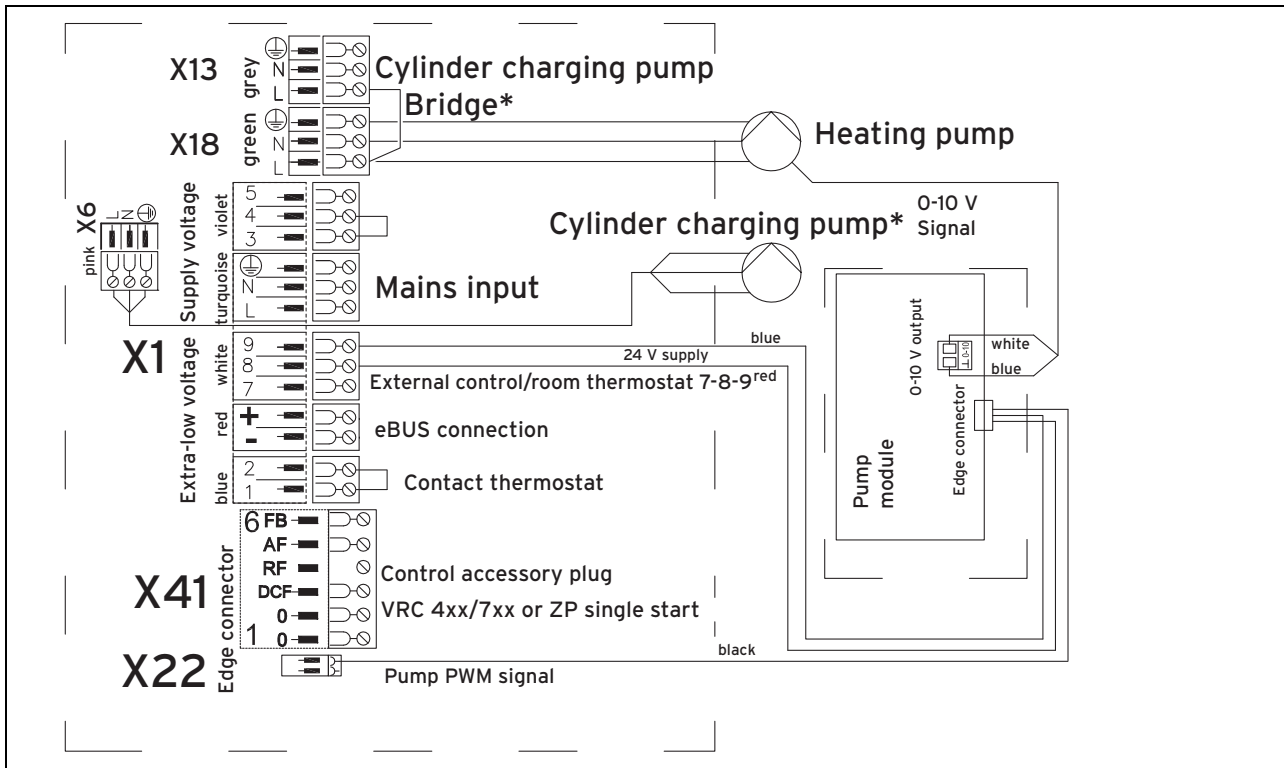 X13
grey
N
L
Cylinder charging pump
Bridge*
X18
green
N
L
Heating pump
X6
pink
L
N
Supply voltage
violet
5
4
3
0-10 V
Signal
Cylinder charging pump*
turquoise
N
L
Mains input
X1
Extra-low voltage
white
9
8
7
blue
24 V supply
External control/room thermostat 7-8-9
red
red
+
-
eBUS connection
blue
2
1
Contact thermostat
0-10 V output
0-10
white
blue
Edge connector
Pump
module
X41
Edge connector
6 FB
AF
RF
DCF
0
1 0
Control accessory plug
VRC 4xx/7xx or ZP single start
X22
black
Pump PWM signal